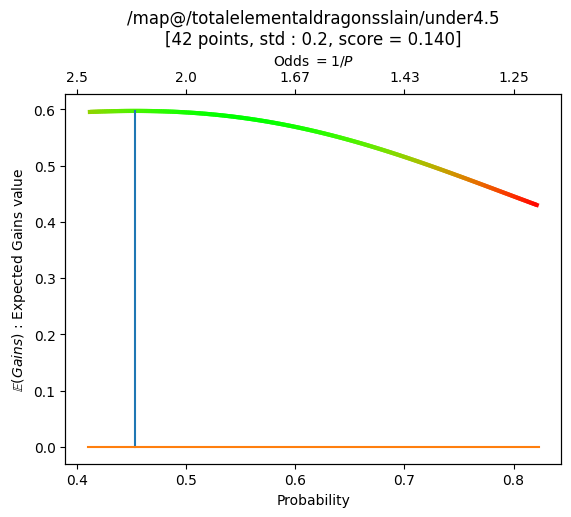 /map@/totalelementaldragonsslain/under4.5
[42 points, std : 0.2, score = 0.140]
Odds = 1/P
2.5 2.0 1.67 1.43 1.25
0.6
0.5
0.4
0.3
0.2
0.1
0.0
𝔼(Gains) : Expected Gains value
0.4 0.5 0.6 0.7 0.8
Probability